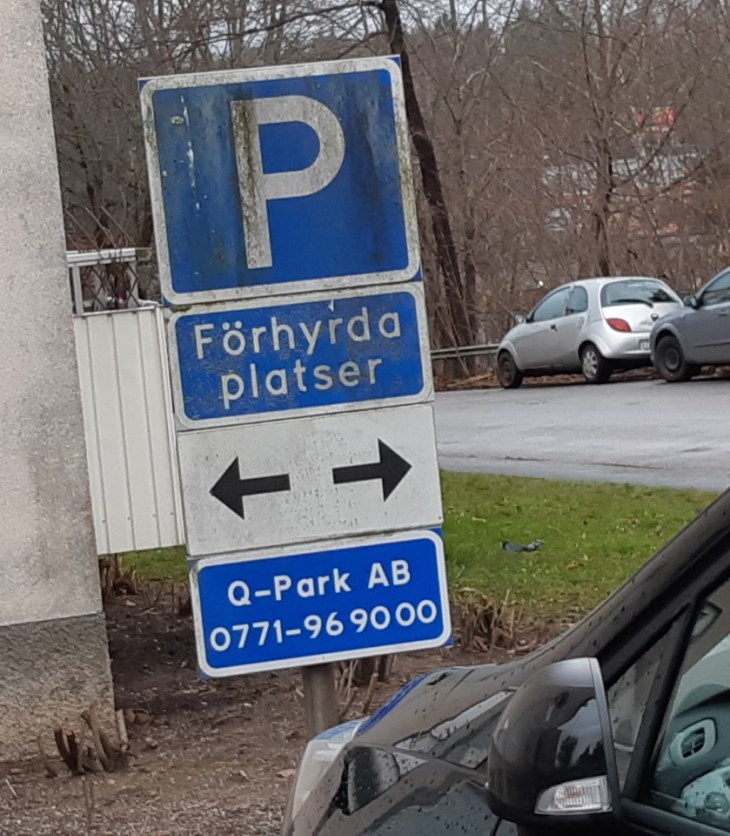 P
Förhyrda
platser
Q-Park AB
0771-96 90 00